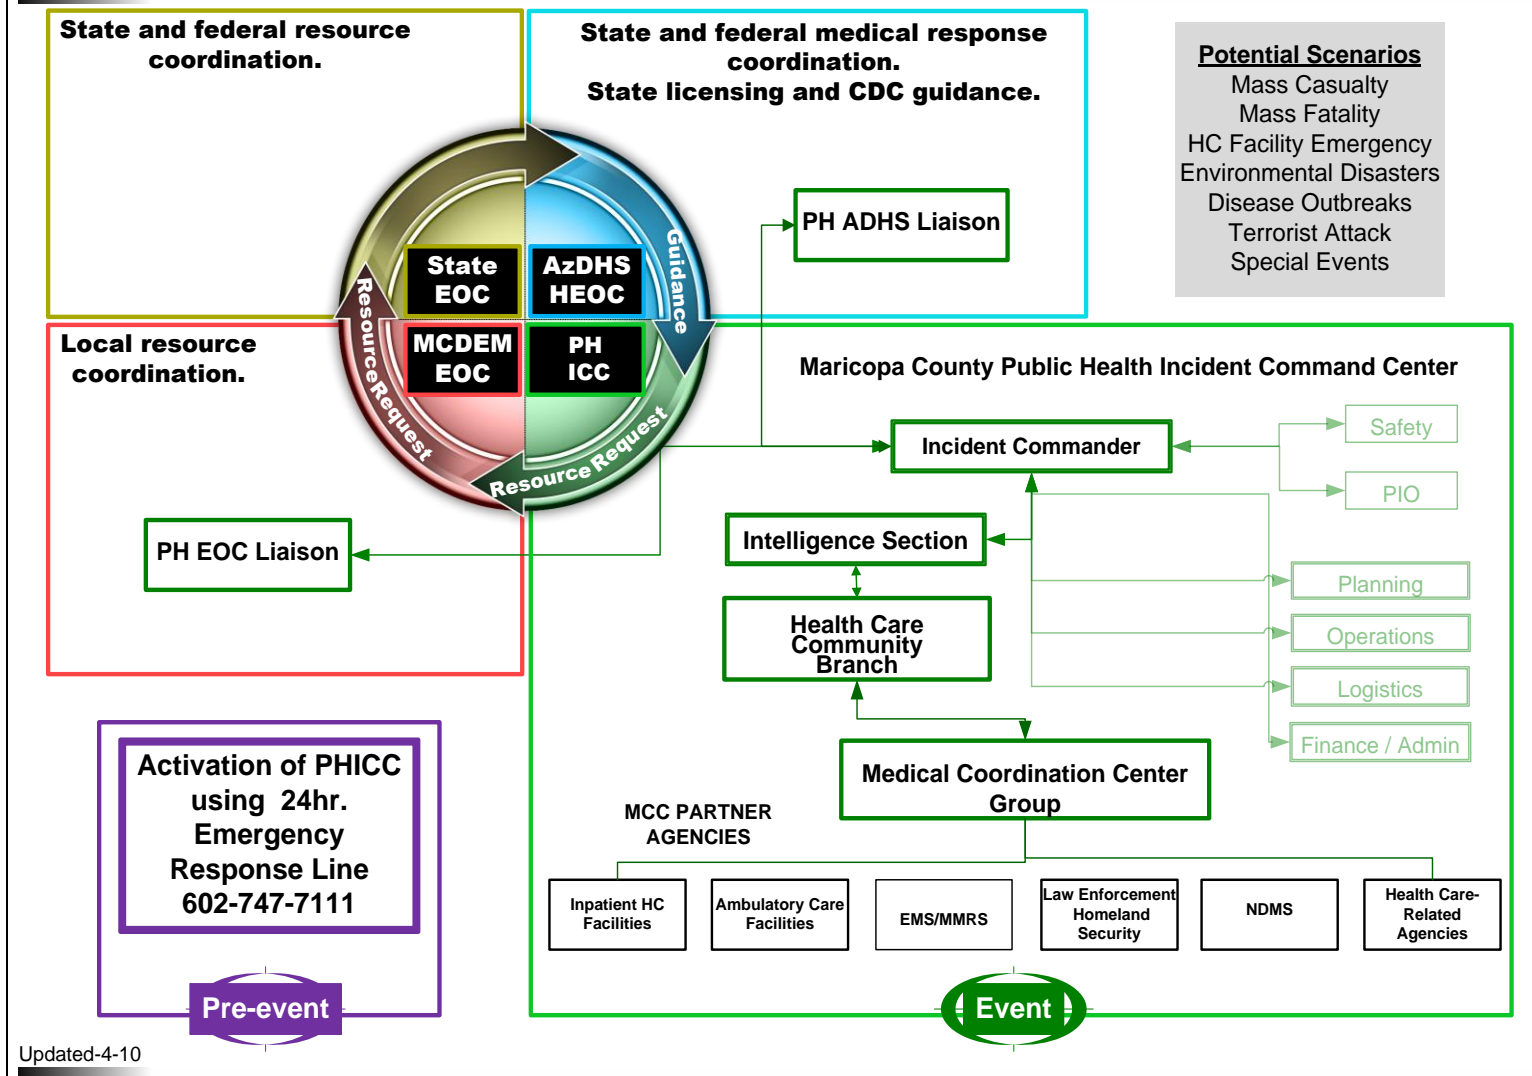 State and federal resource
coordination.
State and federal medical response
coordination.
State licensing and CDC guidance.
Potential Scenarios
Mass Casualty
Mass Fatality
HC Facility Emergency
Environmental Disasters
Disease Outbreaks
Terrorist Attack
Special Events
PH ADHS Liaison
Guidance
State
EOC
AzDHS
HEOC
Resource Request
MCDEM
EOC
PH
ICC
Resource Request
Local resource
coordination.
PH EOC Liaison
Maricopa County Public Health Incident Command Center
Incident Commander
Safety
PIO
Intelligence Section
Planning
Health Care
Community
Branch
Operations
Logistics
Finance / Admin
Medical Coordination Center
Group
MCC PARTNER
AGENCIES
Inpatient HC
Facilities
Ambulatory Care
Facilities
EMS/MMRS
Law Enforcement
Homeland
Security
NDMS
Health Care-
Related
Agencies
Activation of PHICC
using 24hr.
Emergency
Response Line
602-747-7111
Pre-event
Event
Updated-4-10